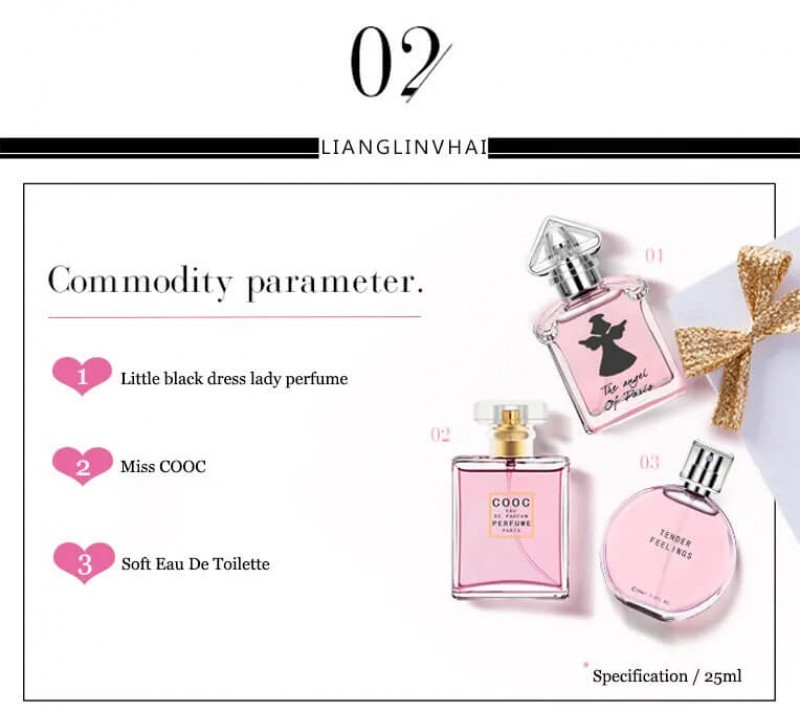 02
LIANGLINVHAI
Commodity parameter.
1 Little black dress lady perfume
2 Miss COOC
3 Soft Eau De Toilette
01
The angel
Of Paris
02
COOC
EAU
DE PARFUM
PERFUME
PARIS
03
TENDER
FEELINGS
* Specification / 25ml